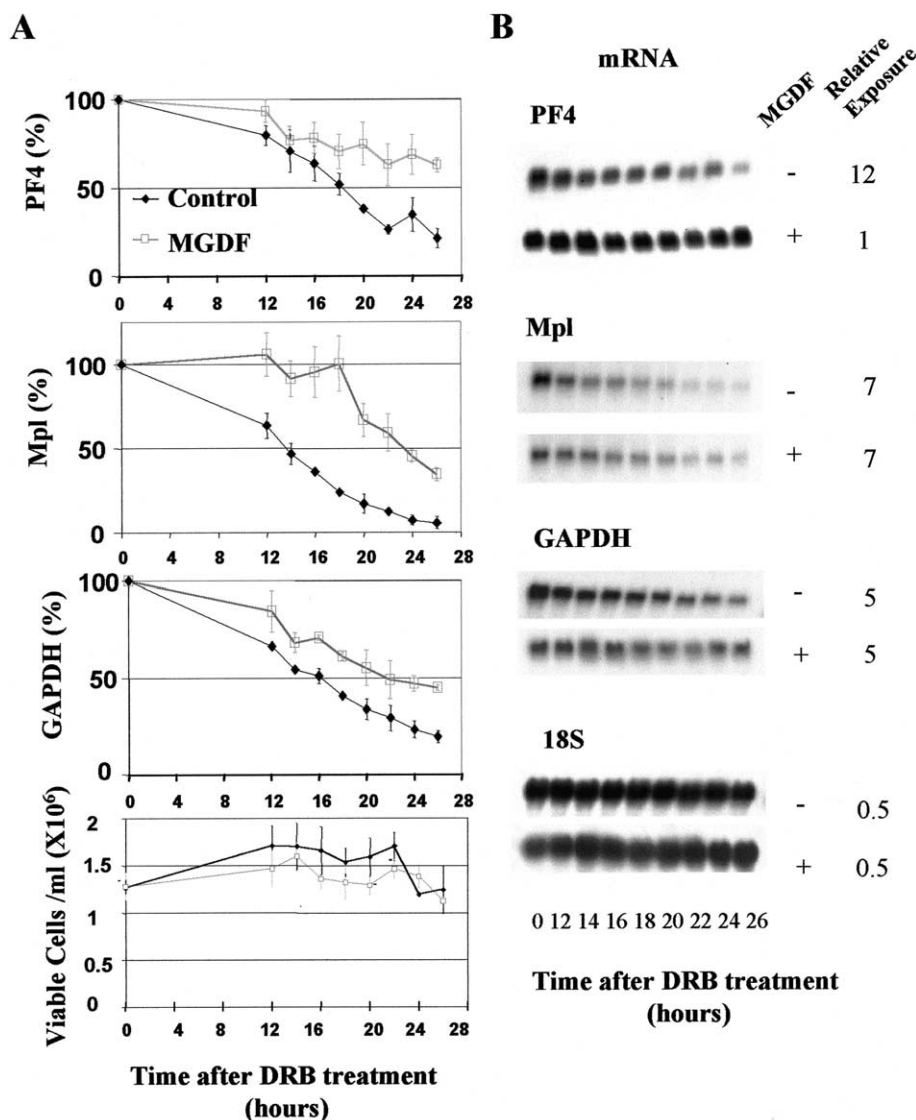 A
PF4 (%)
100
50
0
Control
MGDF
0 4 8 12 16 20 24 28
Mpl (%)
100
50
0
0 4 8 12 16 20 24 28
GAPDH (%)
100
50
0
0 4 8 12 16 20 24 28
Viable Cells /ml (X10⁶)
2
1.5
1
0.5
0
0 4 8 12 16 20 24 28
Time after DRB treatment
(hours)
B
mRNA
MGDF
Relative
Exposure
PF4
- 12
+ 1
Mpl
- 7
+ 7
GAPDH
- 5
+ 5
18S
- 0.5
+ 0.5
0 12 14 16 18 20 22 24 26
Time after DRB treatment
(hours)